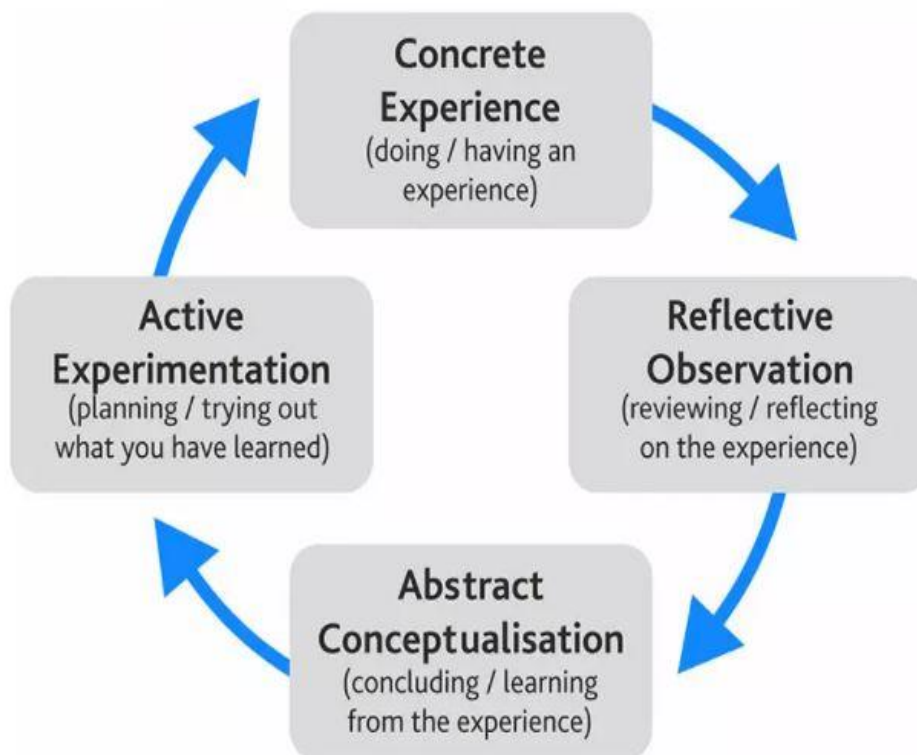 Concrete
Experience
(doing / having an
experience)
Active
Experimentation
(planning / trying out
what you have learned)
Reflective
Observation
(reviewing / reflecting
on the experience)
Abstract
Conceptualisation
(concluding / learning
from the experience)